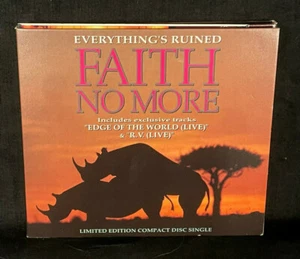 EVERYTHING'S RUINED
FAITH
NO MORE
Includes exclusive tracks
"EDGE OF THE WORLD (LIVE)"
& "R.V. (LIVE)"
LIMITED EDITION COMPACT DISC SINGLE